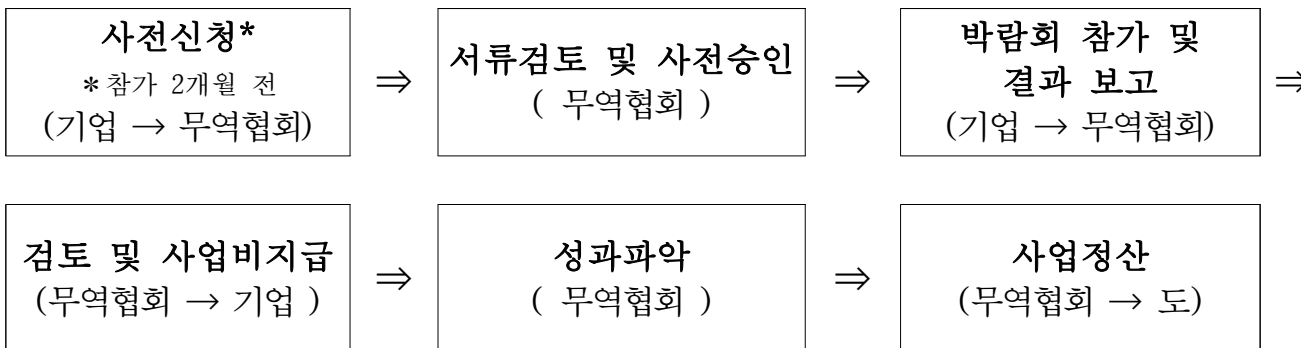 사전신청*
*참가 2개월 전
(기업 → 무역협회)
⇒
서류검토 및 사전승인
( 무역협회 )
⇒
박람회 참가 및
결과 보고
(기업 → 무역협회)
⇒
검토 및 사업비지급
(무역협회 → 기업 )
⇒
성과파악
( 무역협회 )
⇒
사업정산
(무역협회 → 도)